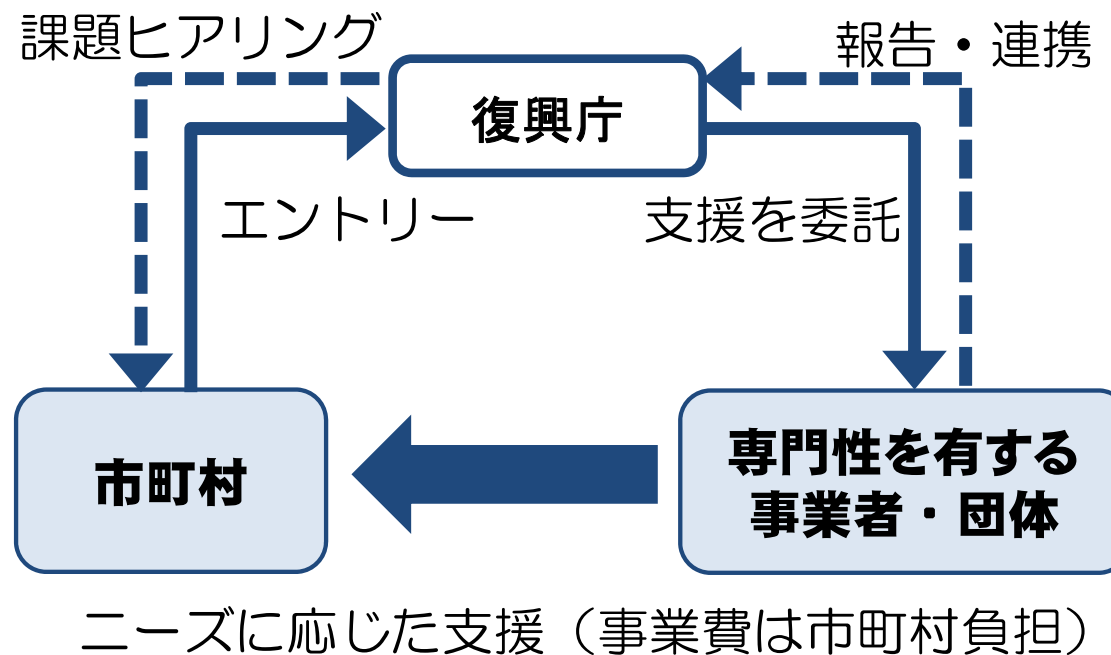 課題ヒアリング
報告・連携
復興庁
エントリー
支援を委託
市町村
専門性を有する
事業者・団体
ニーズに応じた支援（事業費は市町村負担）